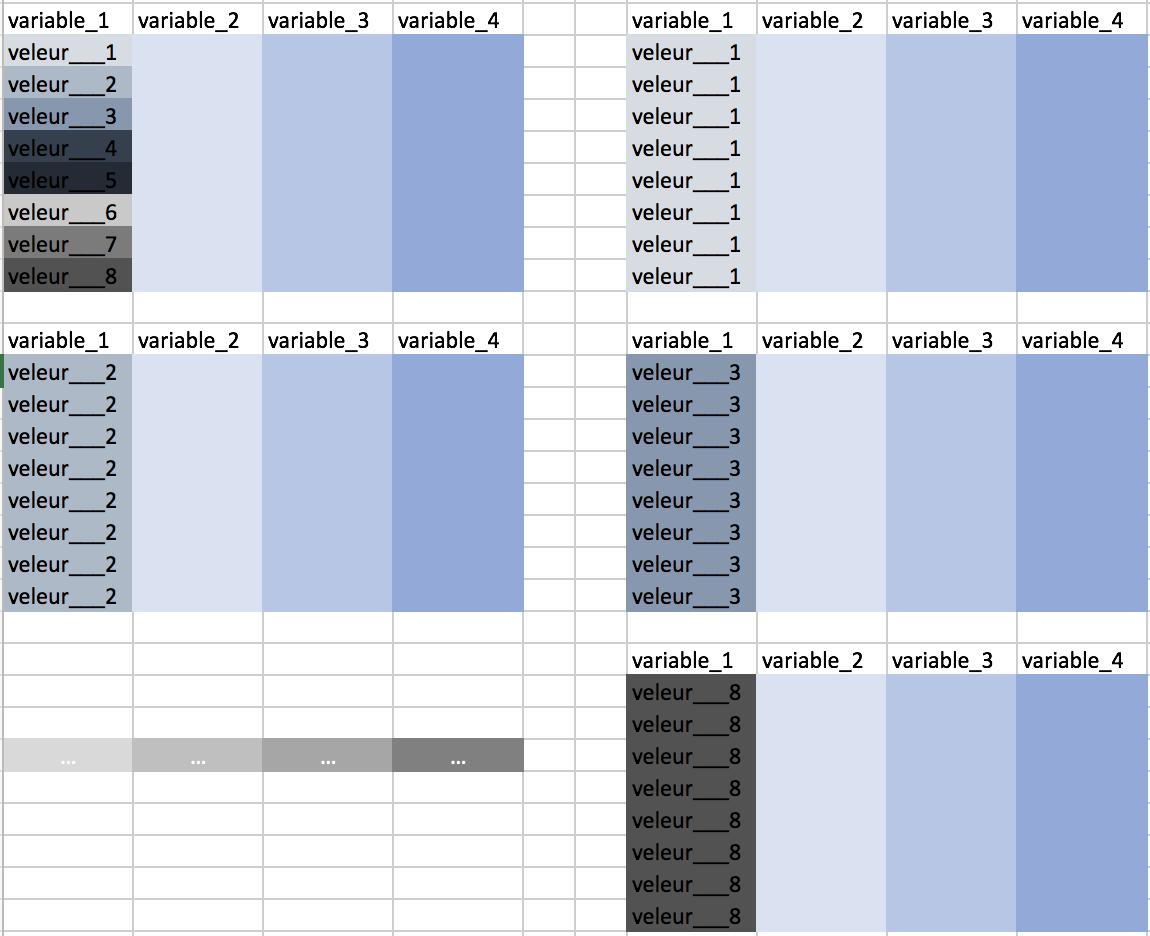 variable_1 variable_2 variable_3 variable_4 variable_1 variable_2 variable_3 variable_4
veleur___1 veleur___1
veleur___2 veleur___1
veleur___3 veleur___1
veleur___4 veleur___1
veleur___5 veleur___1
veleur___6 veleur___1
veleur___7 veleur___1
veleur___8 veleur___1
variable_1 variable_2 variable_3 variable_4 variable_1 variable_2 variable_3 variable_4
veleur___2 veleur___3
veleur___2 veleur___3
veleur___2 veleur___3
veleur___2 veleur___3
veleur___2 veleur___3
veleur___2 veleur___3
veleur___2 veleur___3
veleur___2 veleur___3
variable_1 variable_2 variable_3 variable_4
veleur___8
veleur___8
... ... ... ... veleur___8
veleur___8
veleur___8
veleur___8
veleur___8
veleur___8